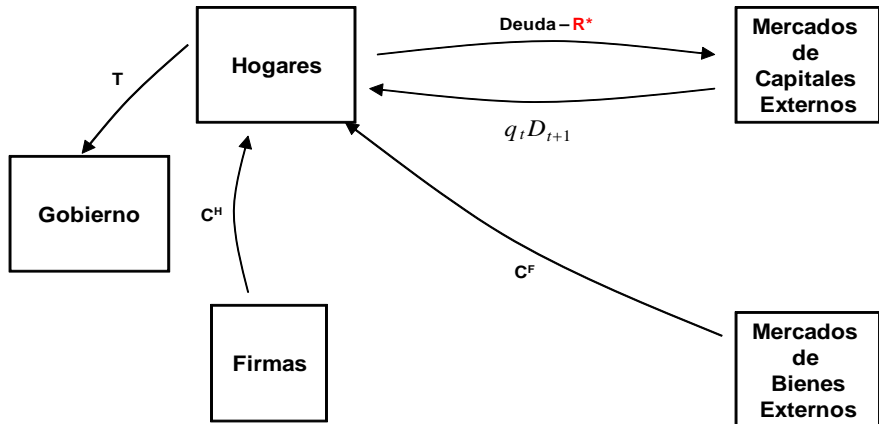 Deuda – R*
Hogares
Mercados
de
Capitales
Externos
T
q_t D_{t+1}
Gobierno
C^H
C^F
Firmas
Mercados
de
Bienes
Externos